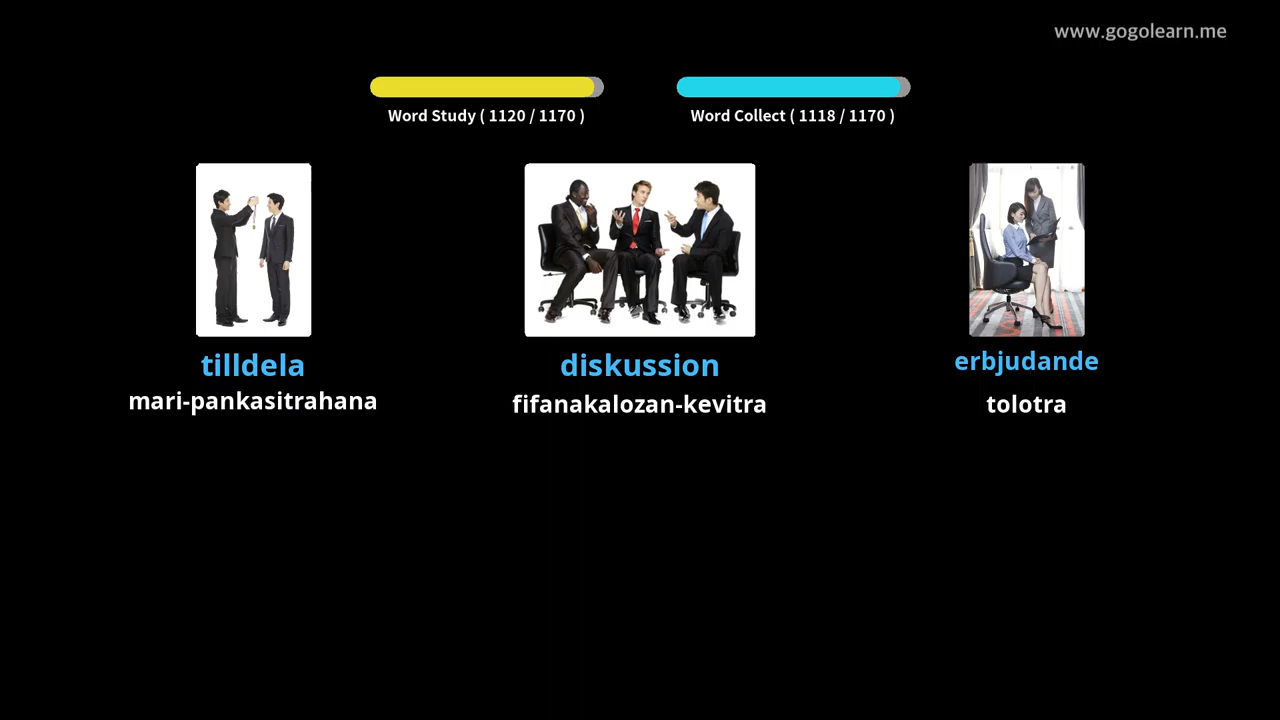 www.gogolearn.me
Word Study ( 1120 / 1170 )
Word Collect ( 1118 / 1170 )
tilldela
mari-pankasitrahana
diskussion
fifanakalozan-kevitra
erbjudande
tolotra